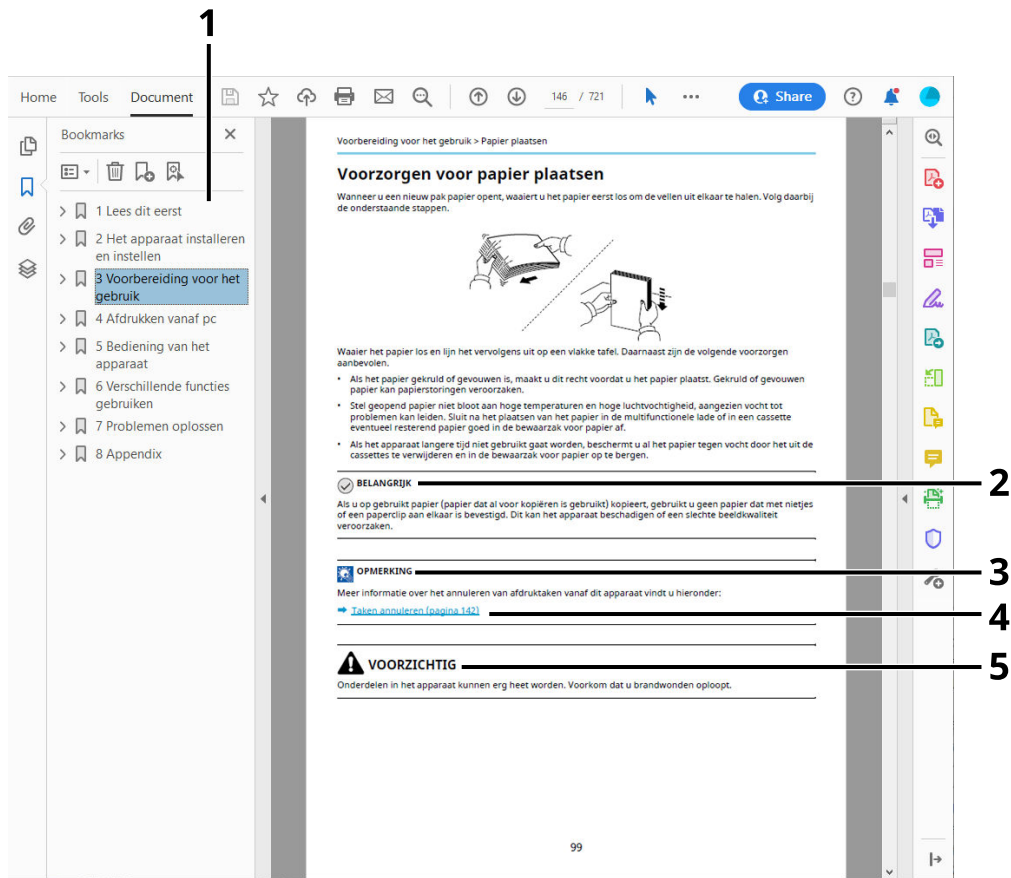 1
Home Tools Document 146 / 721 Share
Bookmarks
1 Lees dit eerst
2 Het apparaat installeren
en instellen
3 Voorbereiding voor het
gebruik
4 Afdrukken vanaf pc
5 Bediening van het
apparaat
6 Verschillende functies
gebruiken
7 Problemen oplossen
8 Appendix
Voorbereiding voor het gebruik > Papier plaatsen
Voorzorgen voor papier plaatsen
Wanneer u een nieuw pak papier opent, waaiert u het papier eerst los om de vellen uit elkaar te halen. Volg daarbij
de onderstaande stappen.
Waaier het papier los en lijn het vervolgens uit op een vlakke tafel. Daarnaast zijn de volgende voorzorgen
aanbevolen.
• Als het papier gekruld of gevouwen is, maakt u dit recht voordat u het papier plaatst. Gekruld of gevouwen
papier kan papierstoringen veroorzaken.
• Stel geopend papier niet bloot aan hoge temperaturen en hoge luchtvochtigheid, aangezien vocht tot
problemen kan leiden. Sluit na het plaatsen van het papier in de multifunctionele lade of in een cassette
eventueel resterend papier goed in de bewaarzak voor papier af.
• Als het apparaat langere tijd niet gebruikt gaat worden, beschermt u al het papier tegen vocht door het uit de
cassettes te verwijderen en in de bewaarzak voor papier op te bergen.
BELANGRIJK
2
Als u op gebruikt papier (papier dat al voor kopiëren is gebruikt) kopieert, gebruikt u geen papier dat met nietjes
of een paperclip aan elkaar is bevestigd. Dit kan het apparaat beschadigen of een slechte beeldkwaliteit
veroorzaken.
OPMERKING
3
Meer informatie over het annuleren van afdruktaken vanaf dit apparaat vindt u hieronder:
➡ Taken annuleren (pagina 142)
4
VOORZICHTIG
5
Onderdelen in het apparaat kunnen erg heet worden. Voorkom dat u brandwonden oploopt.
99